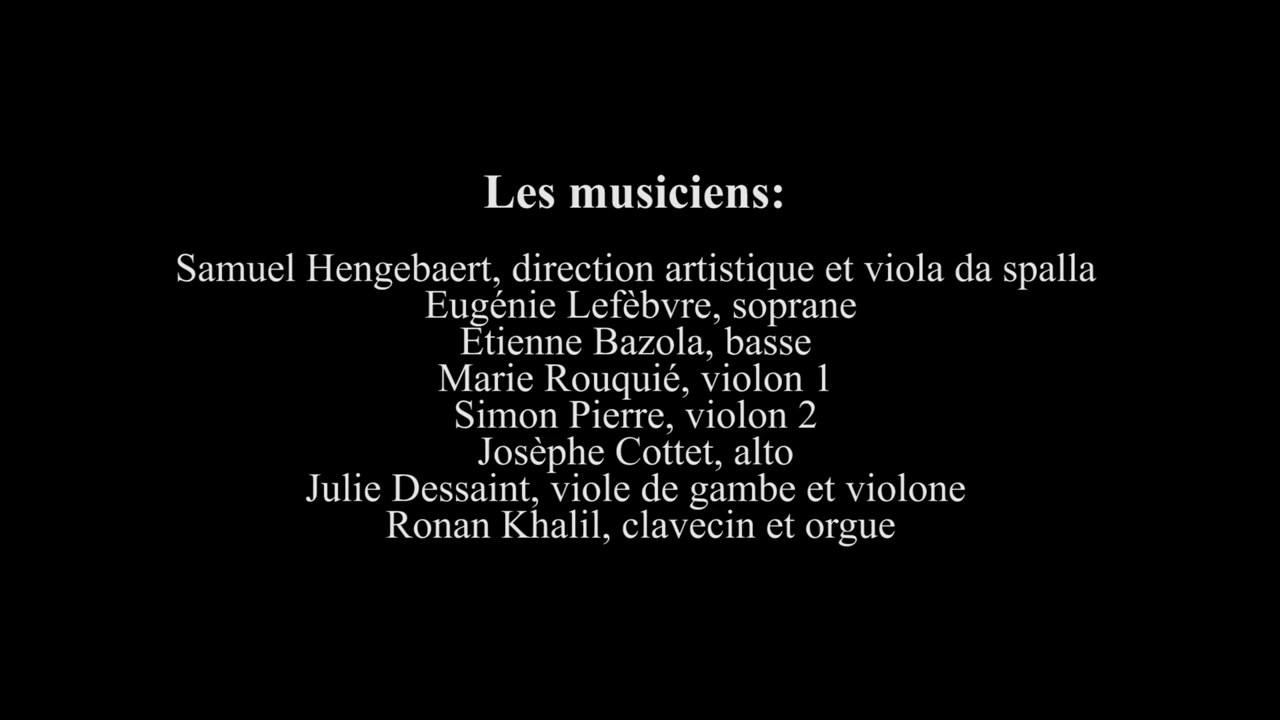 Les musiciens:
Samuel Hengebaert, direction artistique et viola da spalla
Eugénie Lefèbvre, soprane
Etienne Bazola, basse
Marie Rouquié, violon 1
Simon Pierre, violon 2
Josèphe Cottet, alto
Julie Dessaint, viole de gambe et violone
Ronan Khalil, clavecin et orgue